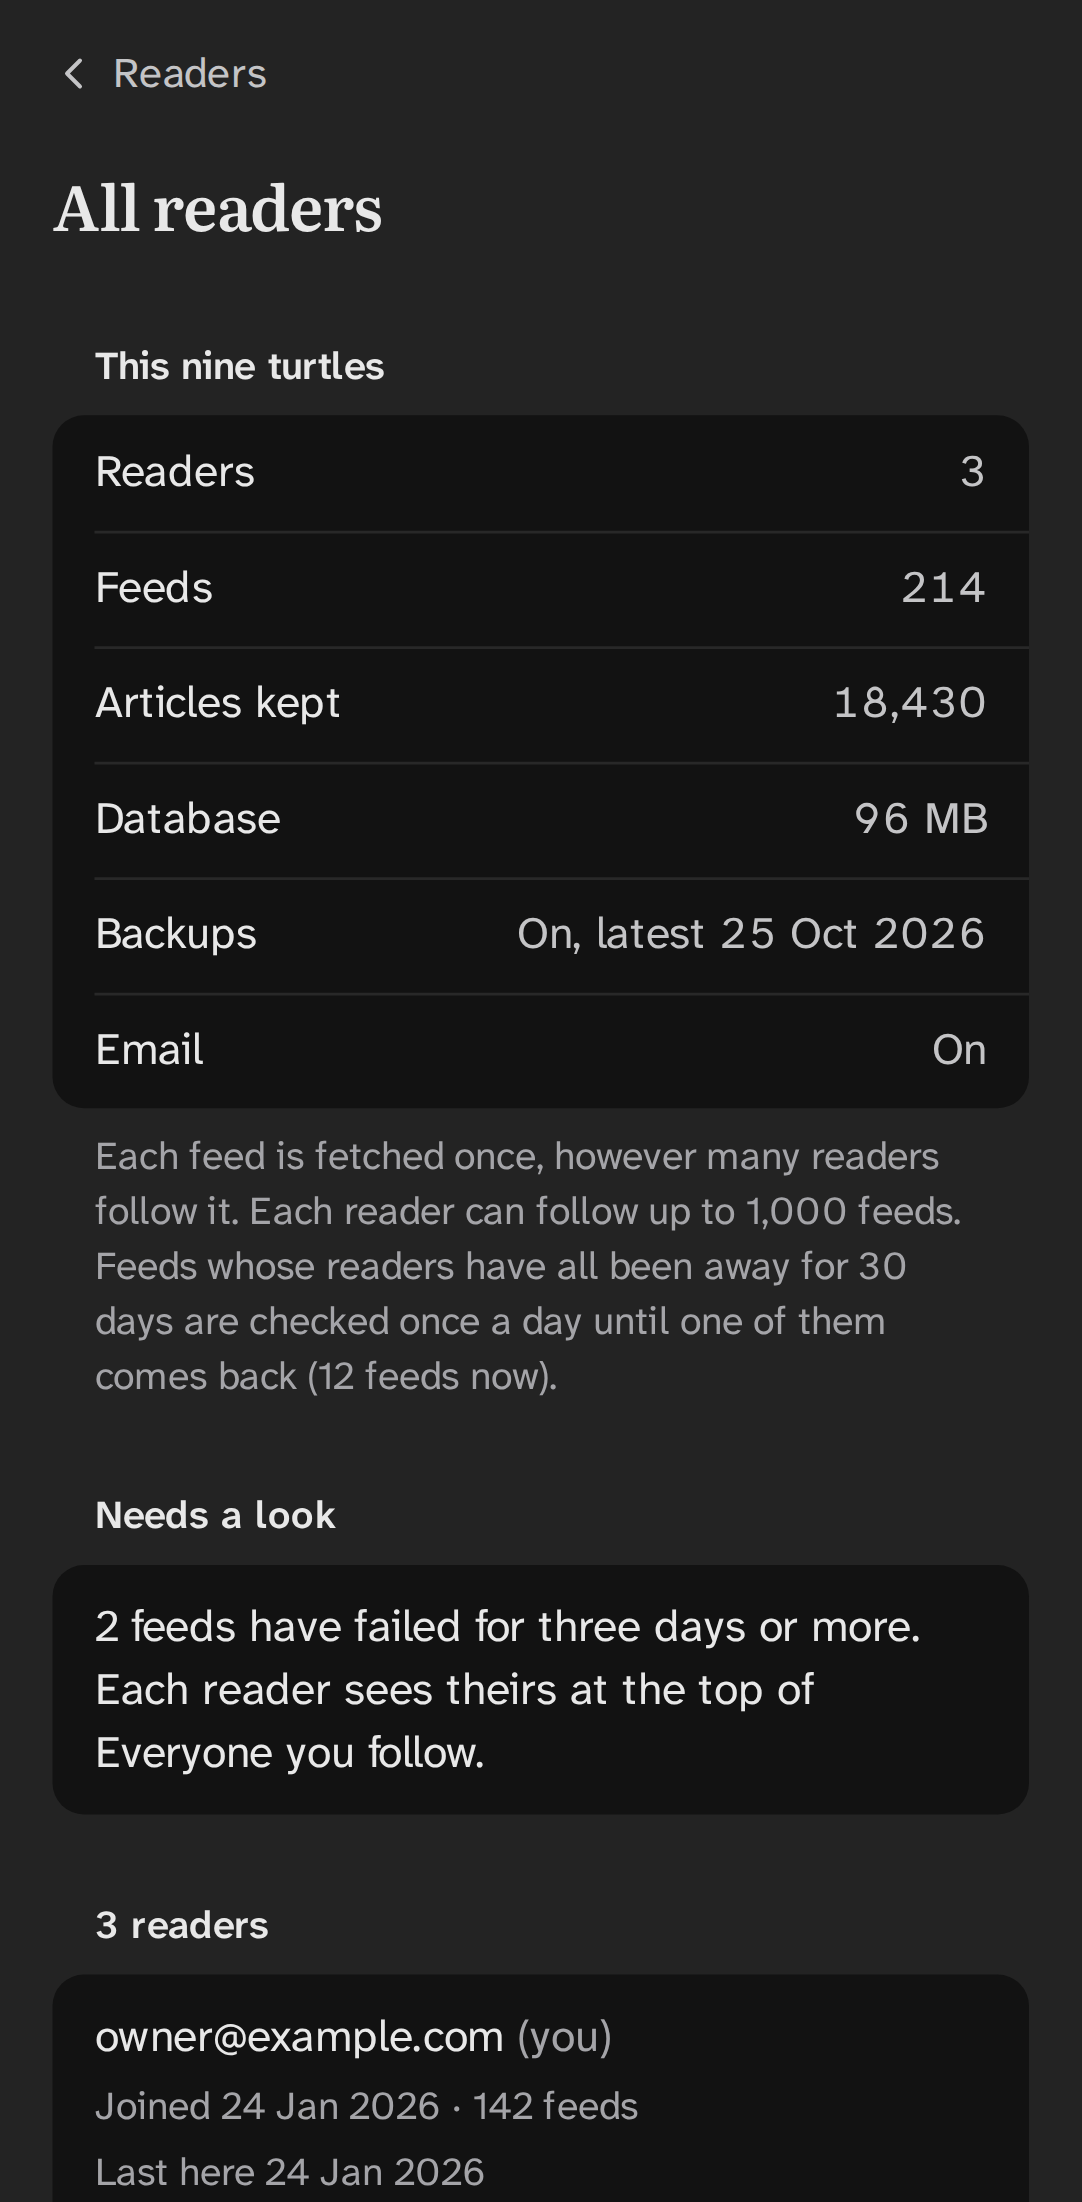 Readers
All readers
This nine turtles
Readers 3
Feeds 214
Articles kept 18,430
Database 96 MB
Backups On, latest 25 Oct 2026
Email On
Each feed is fetched once, however many readers
follow it. Each reader can follow up to 1,000 feeds.
Feeds whose readers have all been away for 30
days are checked once a day until one of them
comes back (12 feeds now).
Needs a look
2 feeds have failed for three days or more.
Each reader sees theirs at the top of
Everyone you follow.
3 readers
owner@example.com (you)
Joined 24 Jan 2026 · 142 feeds
Last here 24 Jan 2026